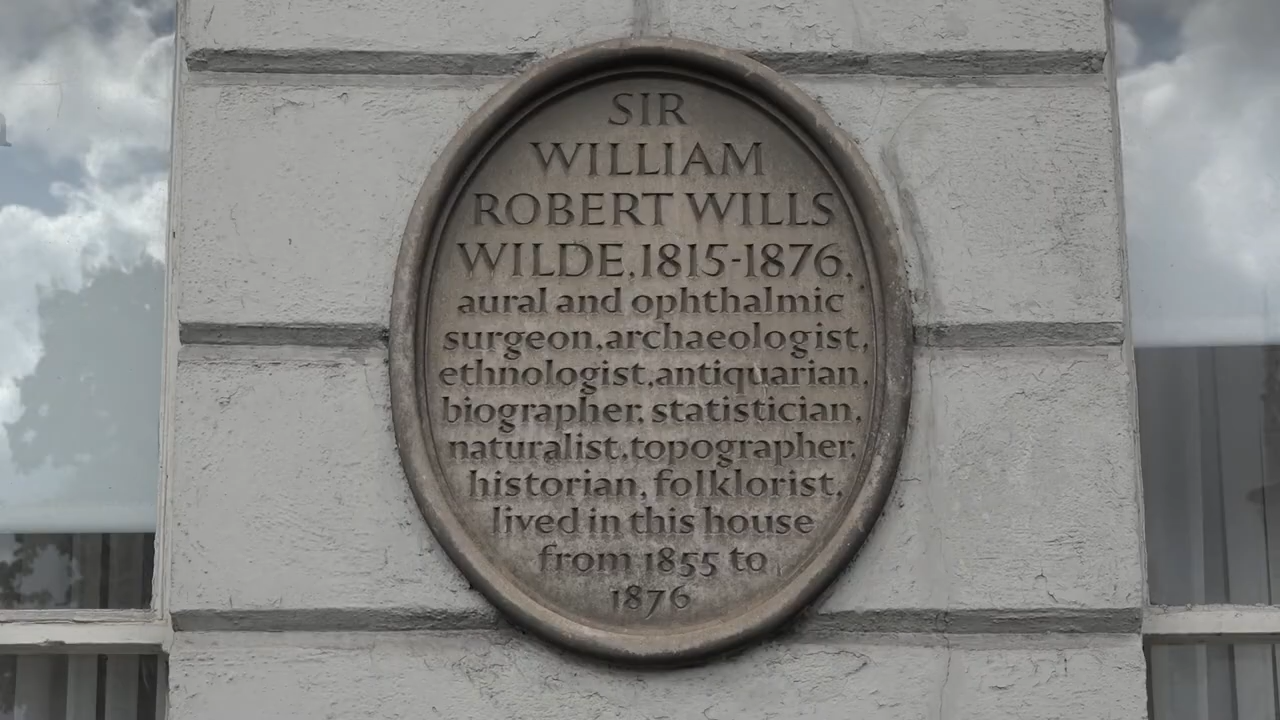 SIR
WILLIAM
ROBERT WILLS
WILDE, 1815-1876,
aural and ophthalmic
surgeon, archaeologist,
ethnologist, antiquarian,
biographer, statistician,
naturalist, topographer,
historian, folklorist,
lived in this house
from 1855 to
1876